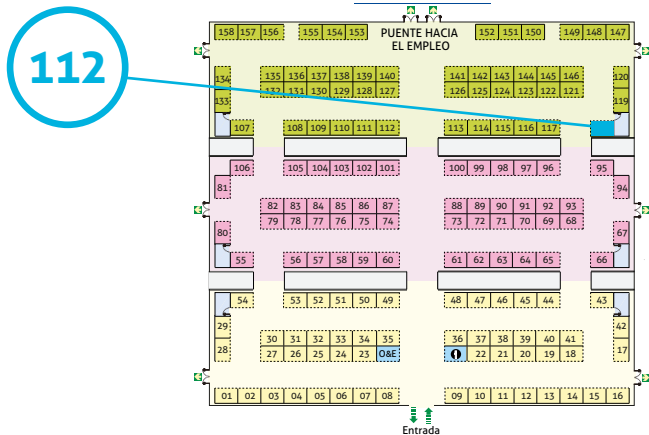 158 157 156 155 154 153 PUENTE HACIA 152 151 150 149 148 147
EL EMPLEO
112
134 135 136 137 138 139 140 141 142 143 144 145 146 120
133 132 131 130 129 128 127 126 125 124 123 122 121 119
107 108 109 110 111 112 113 114 115 116 117
106 105 104 103 102 101 100 99 98 97 96 95
81 94
82 83 84 85 86 87 88 89 90 91 92 93
79 78 77 76 75 74 73 72 71 70 69 68
80 67
55 56 57 58 59 60 61 62 63 64 65 66
54 53 52 51 50 49 48 47 46 45 44 43
29 42
30 31 32 33 34 35 36 37 38 39 40 41
28 27 26 25 24 23 O&E 22 21 20 19 18 17
01 02 03 04 05 06 07 08 09 10 11 12 13 14 15 16
Entrada